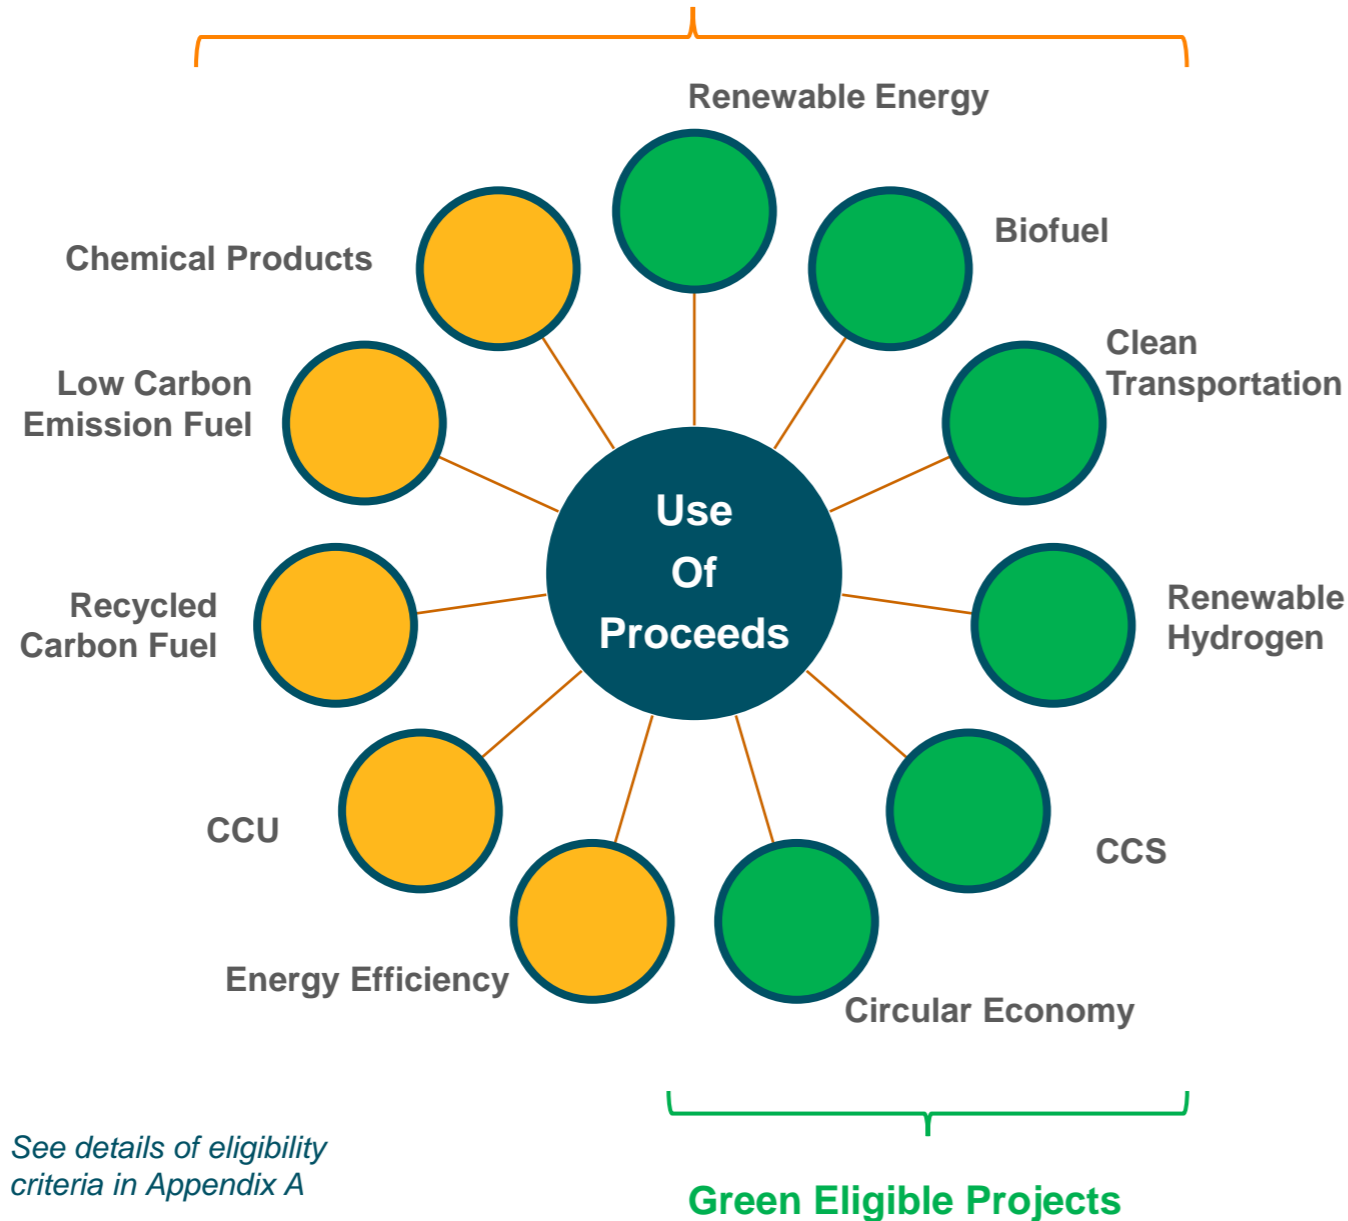 Renewable Energy
Biofuel
Chemical Products
Clean
Transportation
Low Carbon
Emission Fuel
Use
Of
Proceeds
Renewable
Hydrogen
Recycled
Carbon Fuel
CCU
CCS
Energy Efficiency
Circular Economy
See details of eligibility
criteria in Appendix A
Green Eligible Projects